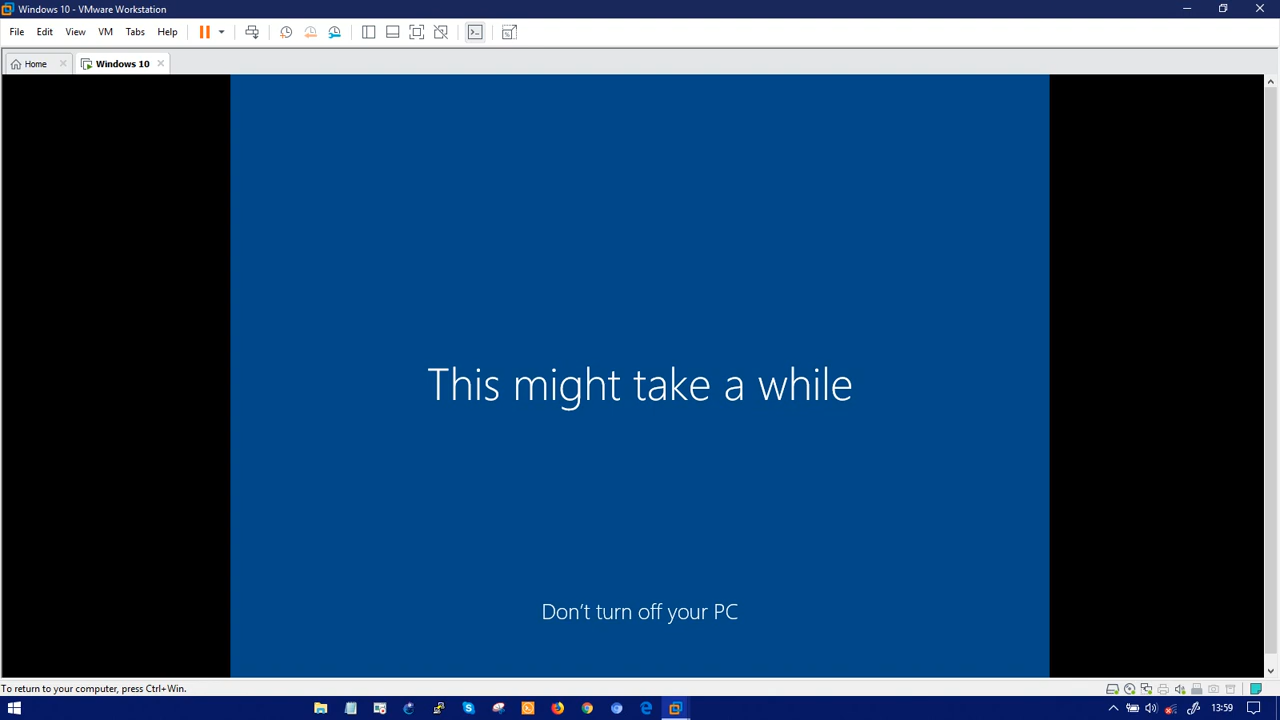 Windows 10 - VMware Workstation
File Edit View VM Tabs Help
Home Windows 10
This might take a while
Don't turn off your PC
To return to your computer, press Ctrl+Win.
13:59